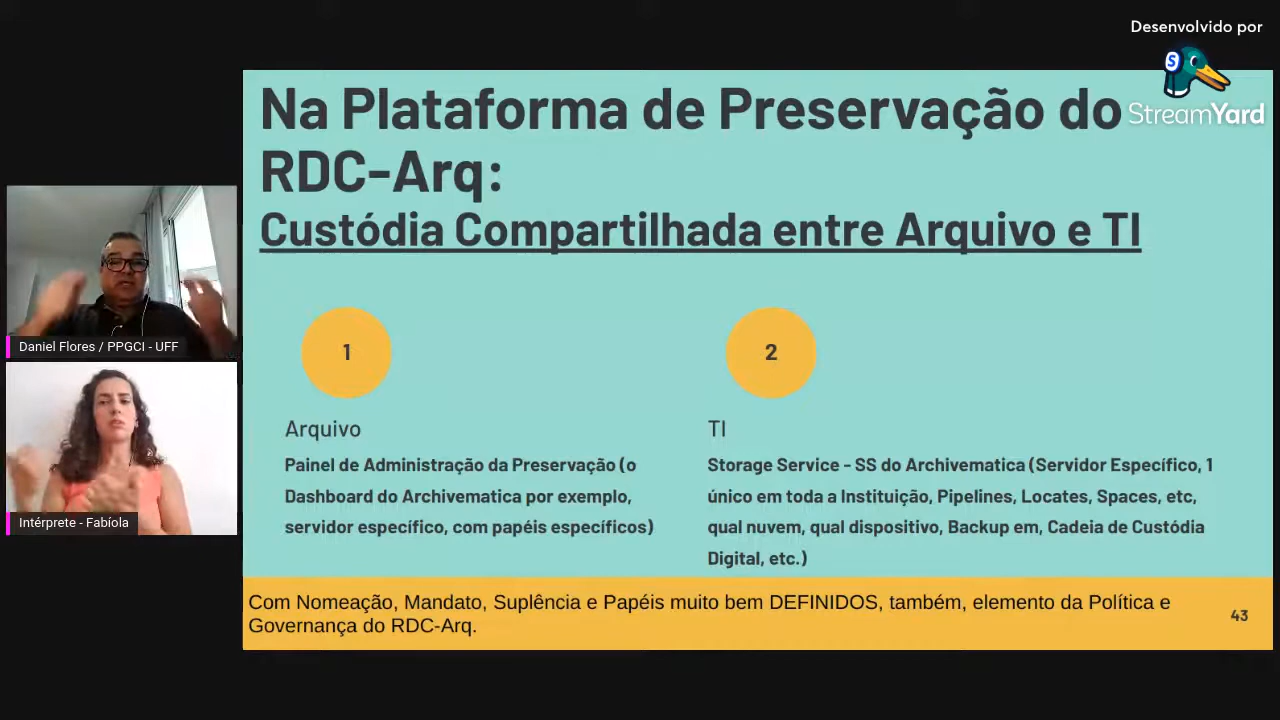 Desenvolvido por
StreamYard
Na Plataforma de Preservação do
RDC-Arq:
Custódia Compartilhada entre Arquivo e TI
1
Arquivo
Painel de Administração da Preservação (o
Dashboard do Archivematica por exemplo,
servidor específico, com papéis específicos)
2
TI
Storage Service - SS do Archivematica (Servidor Específico, 1
único em toda a Instituição, Pipelines, Locates, Spaces, etc,
qual nuvem, qual dispositivo, Backup em, Cadeia de Custódia
Digital, etc.)
Com Nomeação, Mandato, Suplência e Papéis muito bem DEFINIDOS, também, elemento da Política e
Governança do RDC-Arq.
43
Daniel Flores / PPGCI - UFF
Intérprete - Fabíola